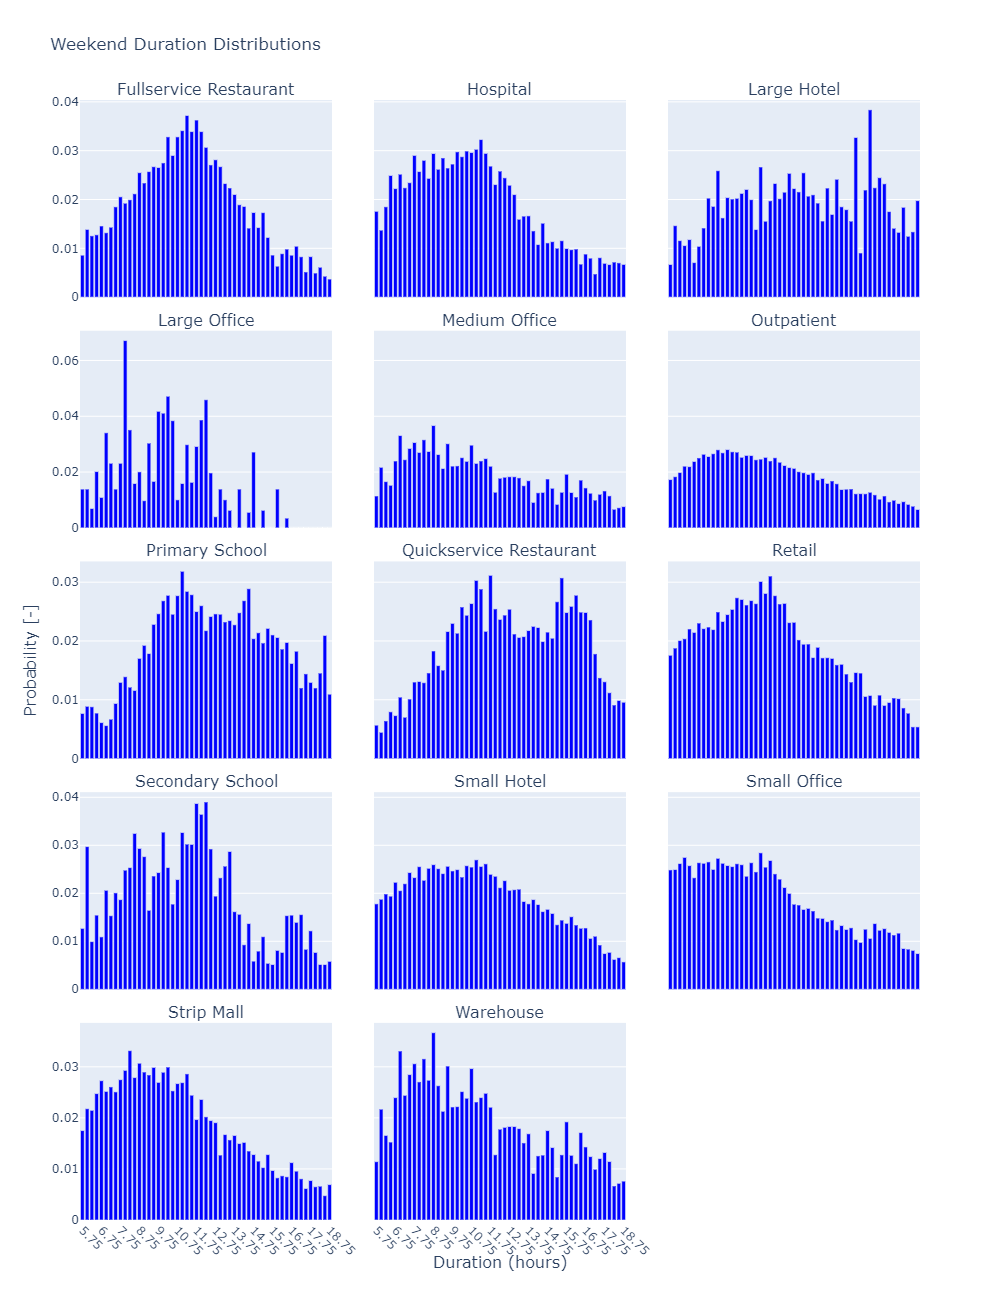 Weekend Duration Distributions
Fullservice Restaurant Hospital Large Hotel
0.04
0.03
0.02
0.01
0
Large Office Medium Office Outpatient
0.06
0.04
0.02
0
Primary School Quickservice Restaurant Retail
0.03
0.02
0.01
0
Probability [-]
Secondary School Small Hotel Small Office
0.04
0.03
0.02
0.01
0
Strip Mall Warehouse
0.03
0.02
0.01
0
5.75 6.75 7.75 8.75 9.75 10.75 11.75 12.75 13.75 14.75 15.75 16.75 17.75 18.75 5.75 6.75 7.75 8.75 9.75 10.75 11.75 12.75 13.75 14.75 15.75 16.75 17.75 18.75
Duration (hours)